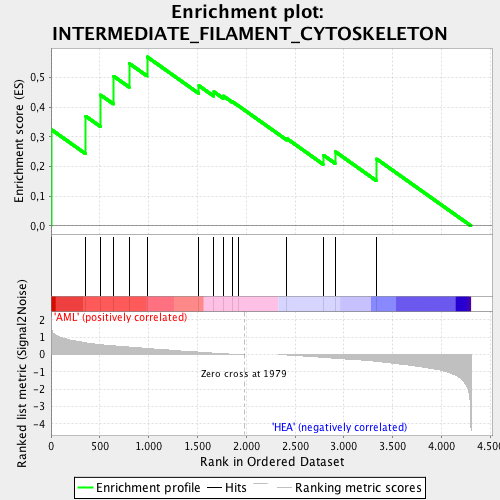 Enrichment plot:
INTERMEDIATE_FILAMENT_CYTOSKELETON
Enrichment score (ES)
0,5
0,4
0,3
0,2
0,1
0,0
'AML' (positively correlated)
Ranked list metric (Signal2Noise)
2
1
0
-1
-2
-3
-4
Zero cross at 1979
'HEA' (negatively correlated)
0 500 1.000 1.500 2.000 2.500 3.000 3.500 4.000 4.500
Rank in Ordered Dataset
Enrichment profile Hits Ranking metric scores